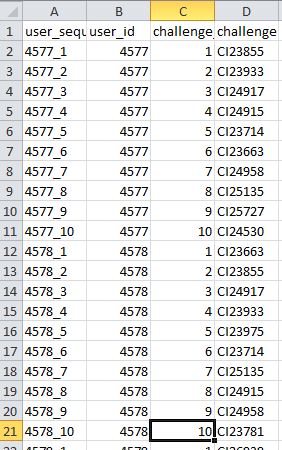 A B C D
1 user_sequ user_id challenge challenge
2 4577_1 4577 1 CI23855
3 4577_2 4577 2 CI23933
4 4577_3 4577 3 CI24917
5 4577_4 4577 4 CI24915
6 4577_5 4577 5 CI23714
7 4577_6 4577 6 CI23663
8 4577_7 4577 7 CI24958
9 4577_8 4577 8 CI25135
10 4577_9 4577 9 CI25727
11 4577_10 4577 10 CI24530
12 4578_1 4578 1 CI23663
13 4578_2 4578 2 CI23855
14 4578_3 4578 3 CI24917
15 4578_4 4578 4 CI23933
16 4578_5 4578 5 CI23975
17 4578_6 4578 6 CI23714
18 4578_7 4578 7 CI25135
19 4578_8 4578 8 CI24915
20 4578_9 4578 9 CI24958
21 4578_10 4578 10 CI23781